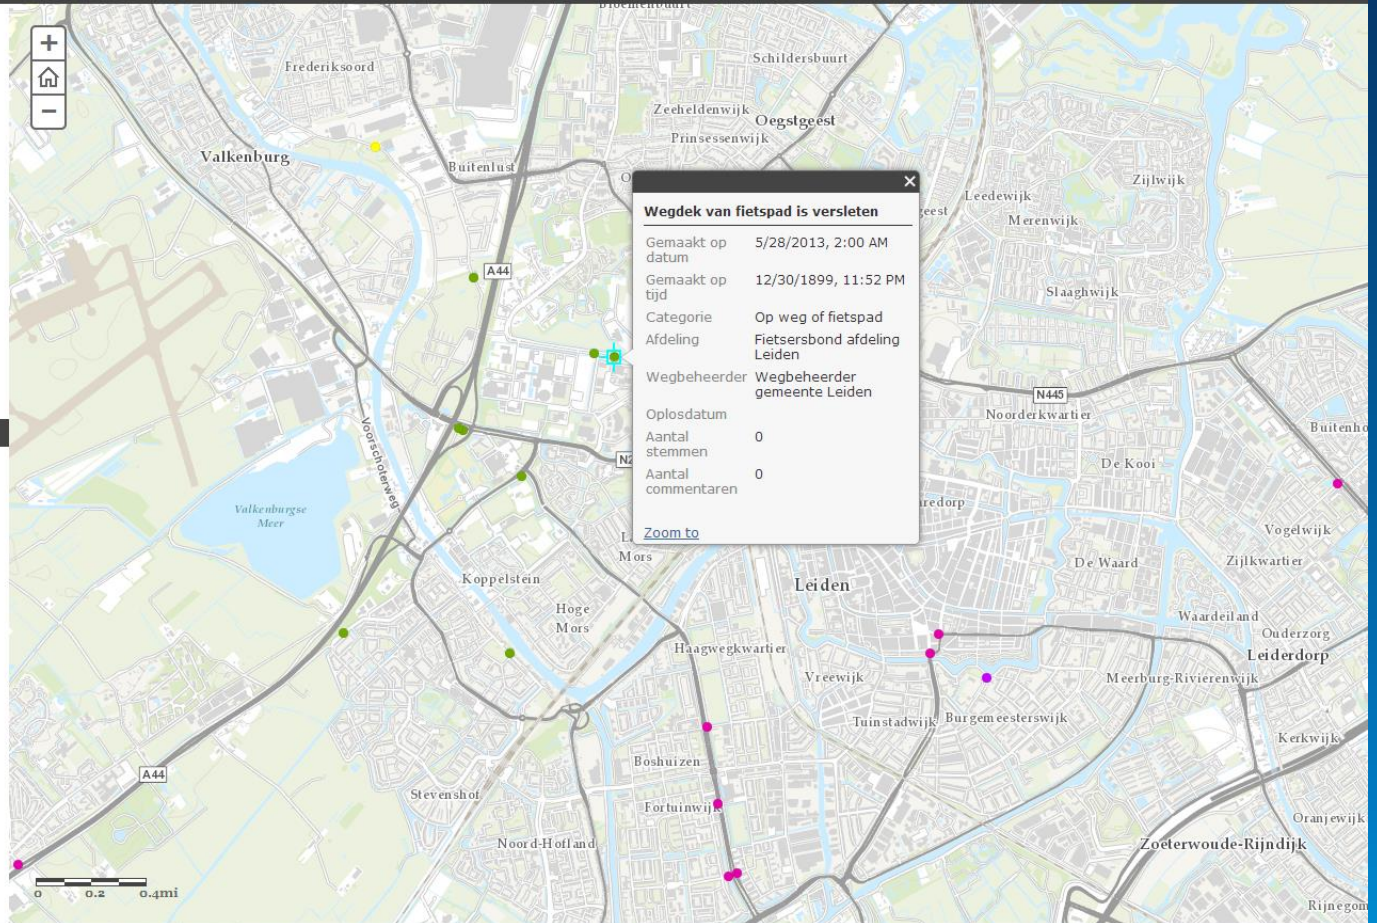 Frederiksoord
Schildersbuurt
Zeeheldenwijk
Oegstgeest
Prinsessenwijk
Valkenburg
Buitenlust
Leedewijk
Zijlwijk
Merenwijk
A44
Slaaghwijk
Wegdek van fietspad is versleten
Gemaakt op datum 5/28/2013, 2:00 AM
Gemaakt op tijd 12/30/1899, 11:52 PM
Categorie Op weg of fietspad
Afdeling Fietsersbond afdeling Leiden
Wegbeheerder Wegbeheerder gemeente Leiden
Oplosdatum
Aantal stemmen 0
Aantal commentaren 0
Zoom to
N445
Noorderkwartier
Voorschoterweg
De Kooi
Valkenburgse
Meer
Vogelwijk
Mors
De Waard
Zijlkwartier
Koppelstein
Leiden
Hoge
Mors
Waardeiland
Ouderzorg
Haagwegkwartier
Leiderdorp
Vreewijk
Meerburg-Rivierenwijk
Tuinstadwijk
Burgemeesterswijk
Kerkwijk
Boshuizen
A44
Stevenshof
Fortuinwijk
Oranjewijk
Noord-Hofland
Zoeterwoude-Rijndijk
0 0.2 0.4mi